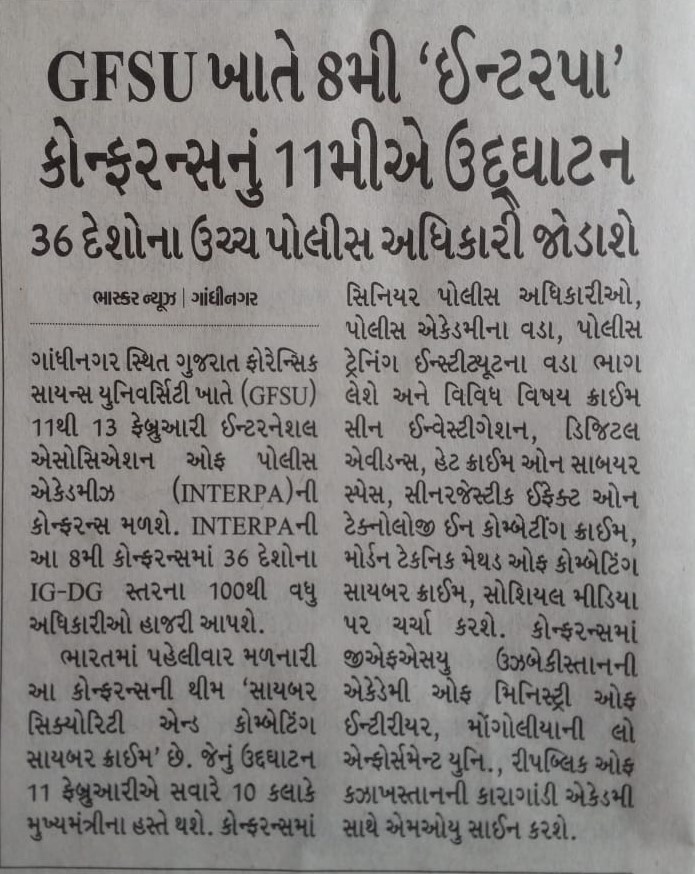 GFSU ખાતે 8મી ‘ઈન્ટરપા’
કોન્ફરન્સનું 11મીએ ઉદ્દઘાટન
36 દેશોના ઉચ્ચ પોલીસ અધિકારી જોડાશે
ભાસ્કર ન્યૂઝ | ગાંધીનગર
ગાંધીનગર સ્થિત ગુજરાત ફોરેન્સિક
સાયન્સ યુનિવર્સિટી ખાતે (GFSU)
11થી 13 ફેબ્રુઆરી ઈન્ટરનેશલ
એસોસિએશન ઓફ પોલીસ
એકેડમીઝ (INTERPA)ની
કોન્ફરન્સ મળશે. INTERPAની
આ 8મી કોન્ફરન્સમાં 36 દેશોના
IG-DG સ્તરના 100થી વધુ
અધિકારીઓ હાજરી આપશે.
ભારતમાં પહેલીવાર મળનારી
આ કોન્ફરન્સની થીમ ‘સાયબર
સિક્યોરિટી એન્ડ કોમ્બેટિંગ
સાયબર ક્રાઈમ’ છે. જેનું ઉદઘાટન
11 ફેબ્રુઆરીએ સવારે 10 કલાકે
મુખ્યમંત્રીના હસ્તે થશે. કોન્ફરન્સમાં
સિનિયર પોલીસ અધિકારીઓ,
પોલીસ એકેડમીના વડા, પોલીસ
ટ્રેનિંગ ઈન્સ્ટીટ્યૂટના વડા ભાગ
લેશે અને વિવિધ વિષય ક્રાઈમ
સીન ઈન્વેસ્ટીગેશન, ડિજિટલ
એવીડન્સ, હેટ ક્રાઈમ ઓન સાબયર
સ્પેસ, સીનરજેસ્ટીક ઈફેક્ટ ઓન
ટેક્નોલોજી ઈન કોમ્બેટીંગ ક્રાઈમ,
મોર્ડન ટેકનિક મેથડ ઓફ કોમ્બેટિંગ
સાયબર ક્રાઈમ, સોશિયલ મીડિયા
પર ચર્ચા કરશે. કોન્ફરન્સમાં
જીએફએસયુ ઉઝબેકીસ્તાનની
એકેડેમી ઓફ મિનિસ્ટ્રી ઓફ
ઈન્ટીરીયર, મોંગોલીયાની લો
એન્ફોર્સમેન્ટ યુનિ., રીપબ્લિક ઓફ
કઝાખસ્તાનની કારાગાંડી એકેડમી
સાથે એમઓયુ સાઈન કરશે.